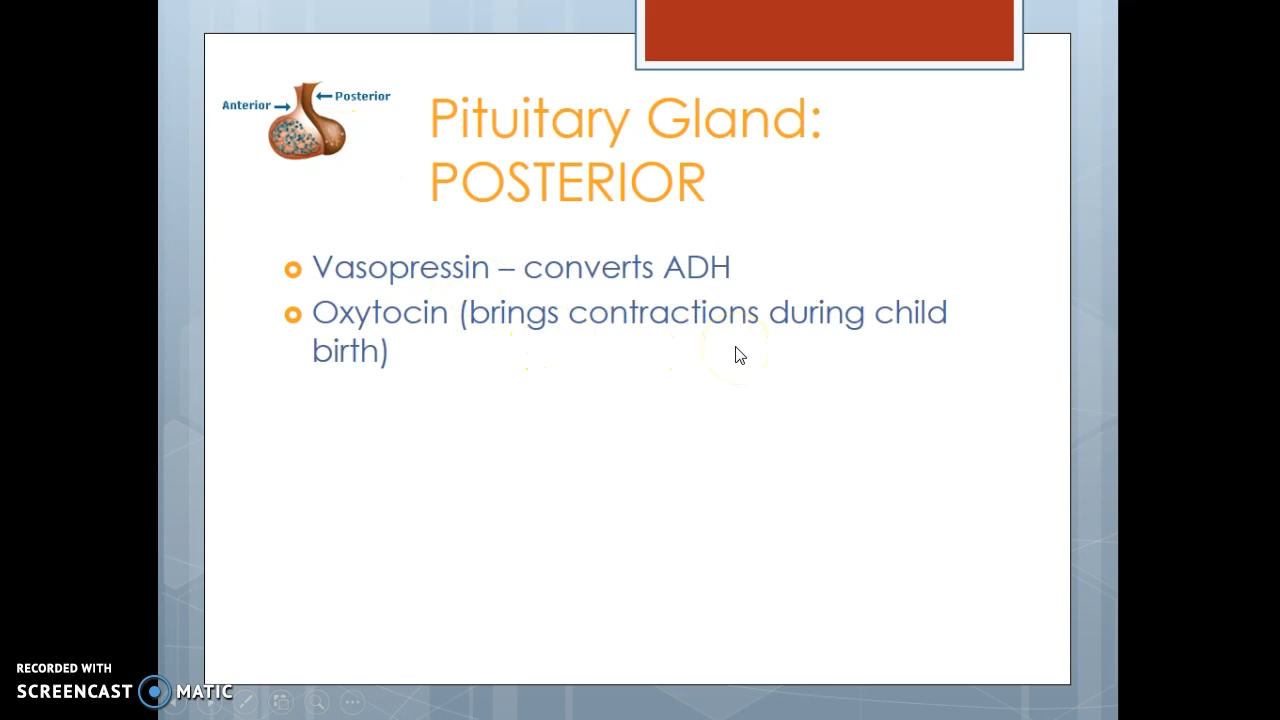 Anterior
Posterior
Pituitary Gland:
POSTERIOR
Vasopressin – converts ADH
Oxytocin (brings contractions during child
birth)
RECORDED WITH
SCREENCAST MATIC